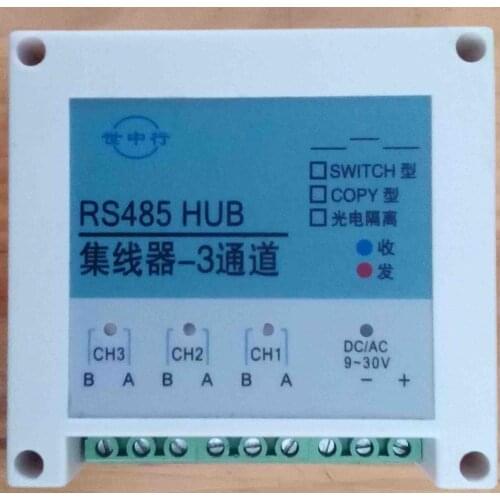 世中行
□SWITCH 型
□COPY 型
□光电隔离
RS485 HUB
集线器-3通道
收
发
CH3 CH2 CH1 DC/AC
9~30V
B A B A B A − +